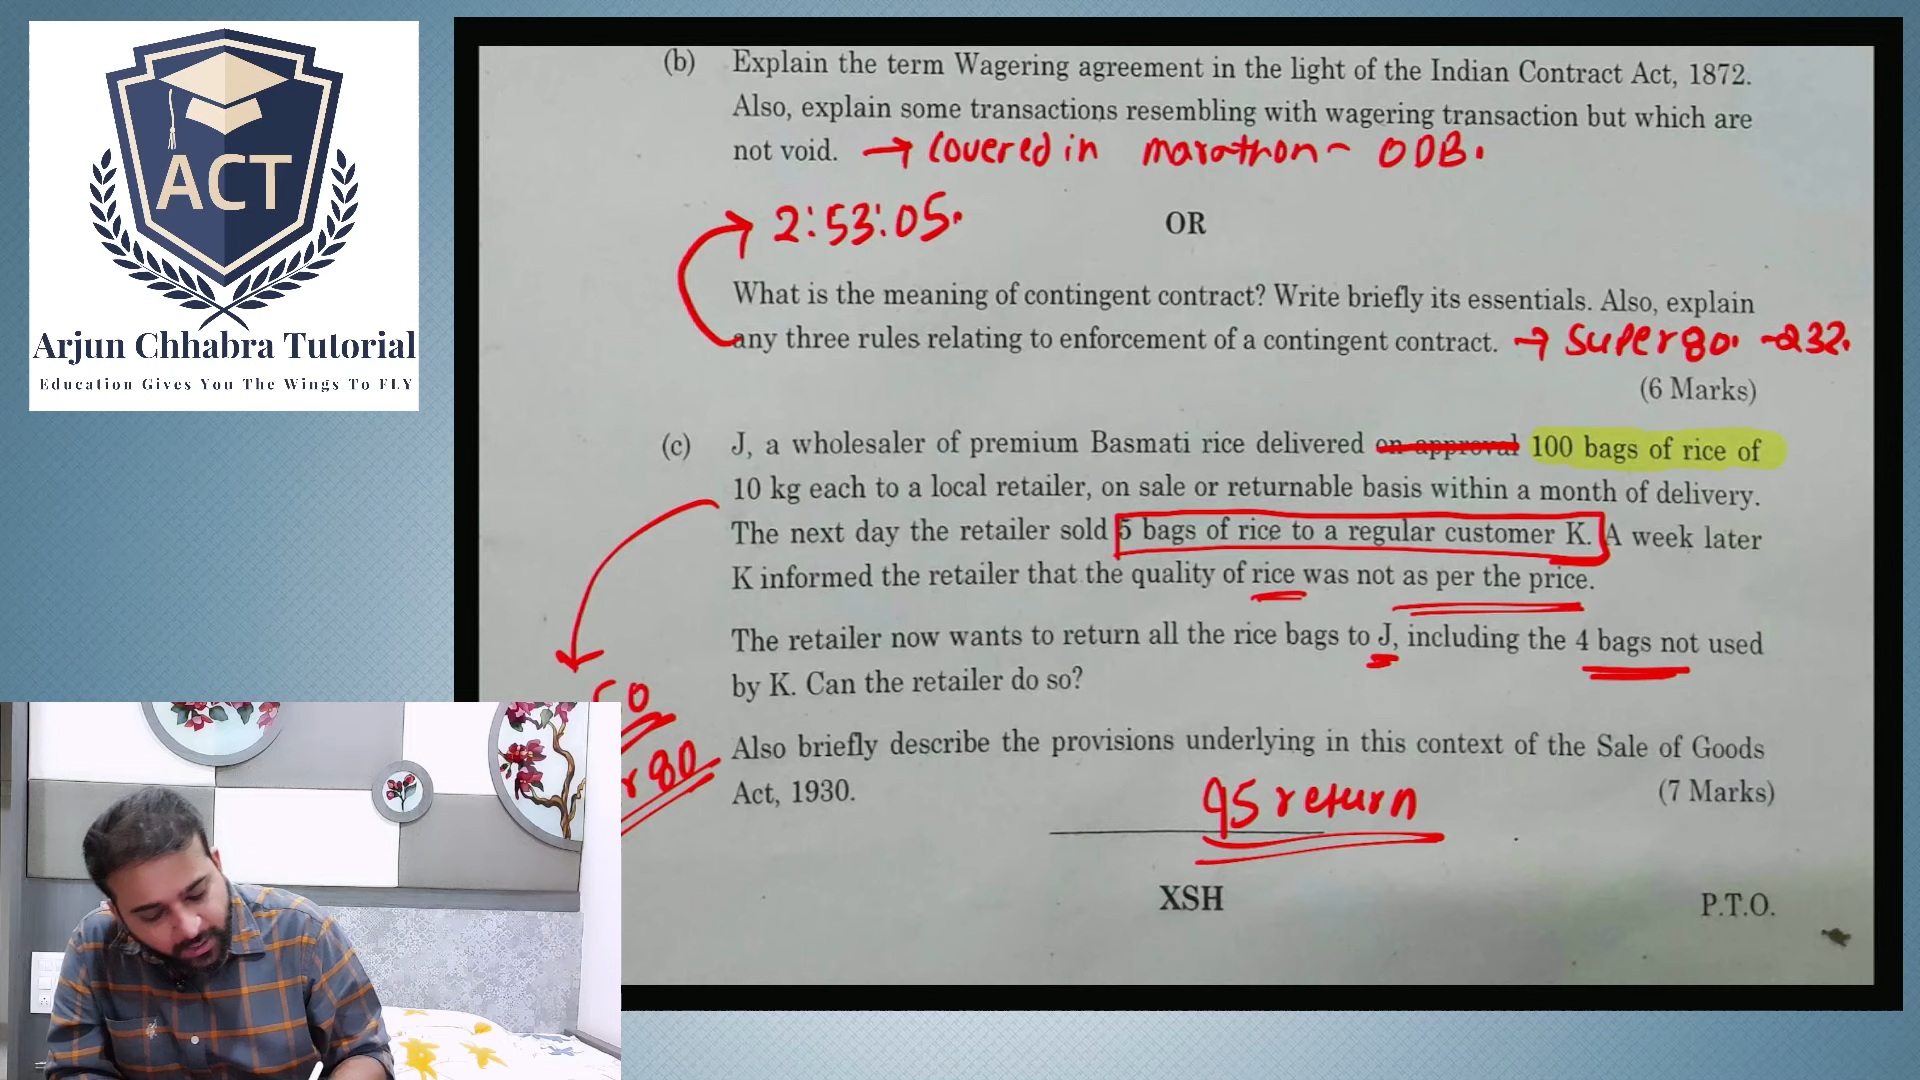 ACT
Arjun Chhabra Tutorial
Education Gives You The Wings To FLY
(b) Explain the term Wagering agreement in the light of the Indian Contract Act, 1872.
Also, explain some transactions resembling with wagering transaction but which are
not void. → Covered in marathon - ODB.
→ 2:53:05.
OR
What is the meaning of contingent contract? Write briefly its essentials. Also, explain
any three rules relating to enforcement of a contingent contract. → Super80. -232.
(6 Marks)
(c) J, a wholesaler of premium Basmati rice delivered on approval 100 bags of rice of
10 kg each to a local retailer, on sale or returnable basis within a month of delivery.
The next day the retailer sold 5 bags of rice to a regular customer K. A week later
K informed the retailer that the quality of rice was not as per the price.
The retailer now wants to return all the rice bags to J, including the 4 bags not used
by K. Can the retailer do so?
r 80
Also briefly describe the provisions underlying in this context of the Sale of Goods
Act, 1930.
95 return
(7 Marks)
XSH
P.T.O.